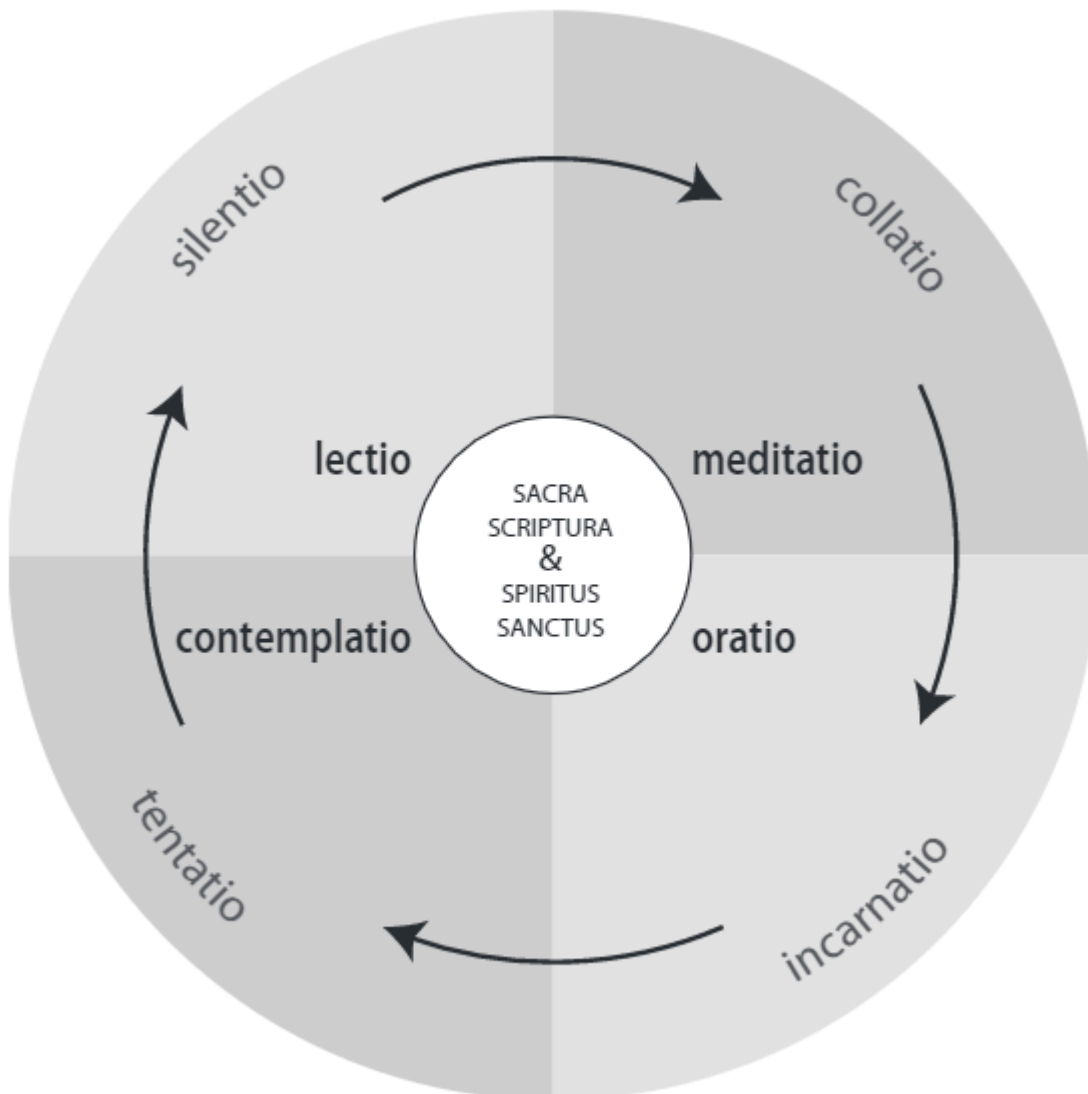 silentio
collatio
lectio
meditatio
SACRA
SCRIPTURA
&
SPIRITUS
SANCTUS
contemplatio
oratio
tentatio
incarnatio